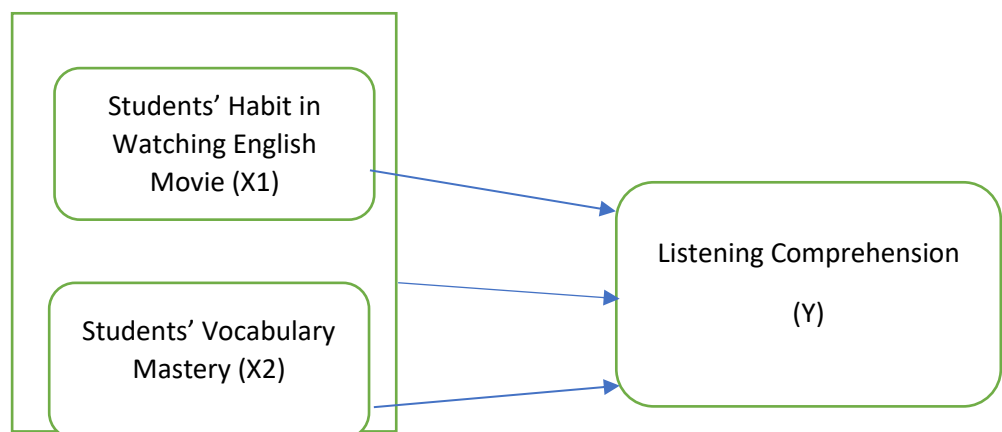 Students’ Habit in
Watching English
Movie (X1)
Listening Comprehension
(Y)
Students’ Vocabulary
Mastery (X2)